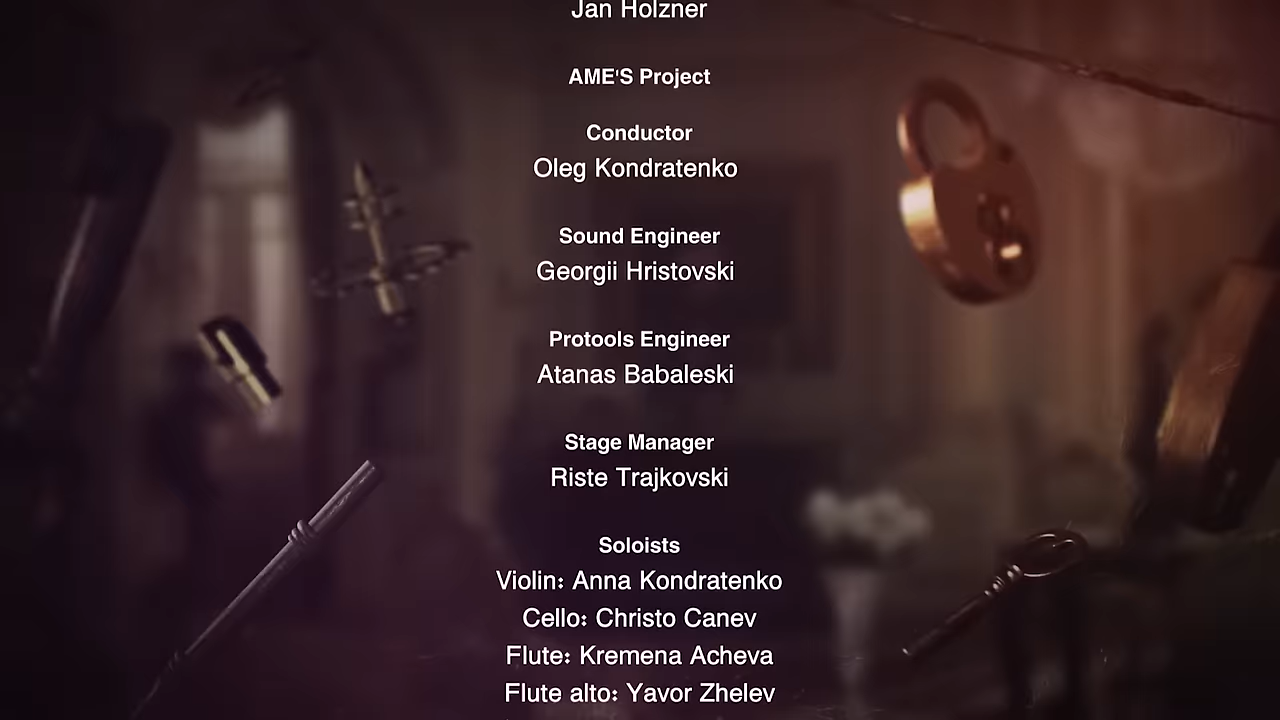 Jan Holzner
AME'S Project
Conductor
Oleg Kondratenko
Sound Engineer
Georgii Hristovski
Protools Engineer
Atanas Babaleski
Stage Manager
Riste Trajkovski
Soloists
Violin: Anna Kondratenko
Cello: Christo Canev
Flute: Kremena Acheva
Flute alto: Yavor Zhelev